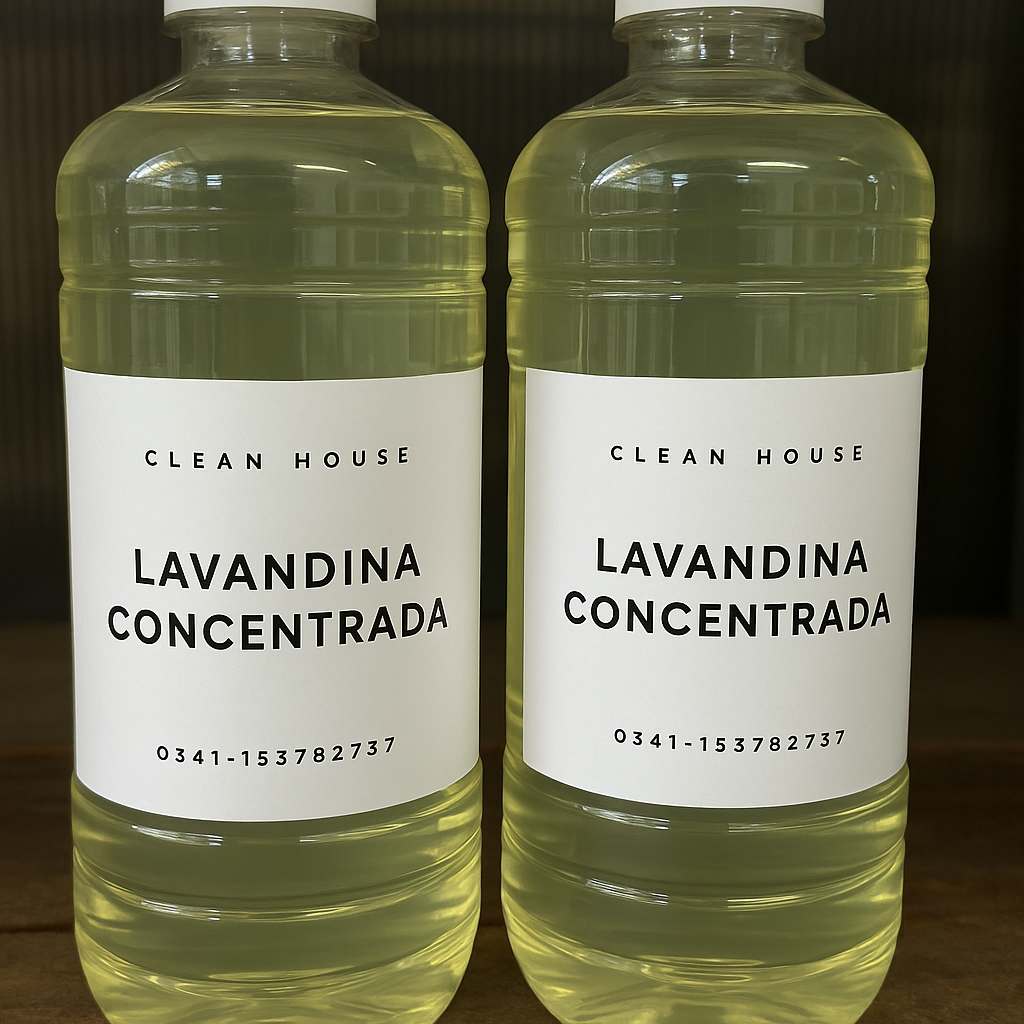 CLEAN HOUSE
LAVANDINA
CONCENTRADA
0341-153782737
CLEAN HOUSE
LAVANDINA
CONCENTRADA
0341-153782737